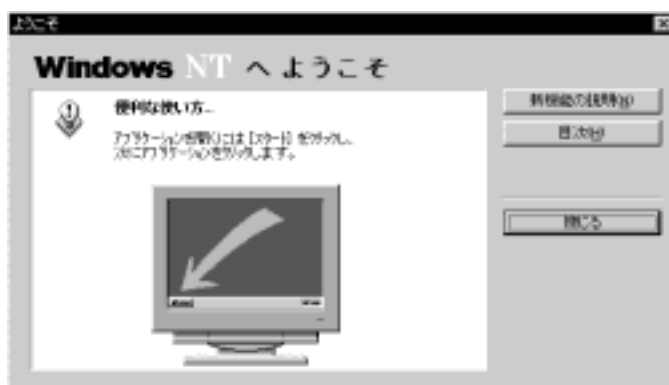 ようこそ
Windows NT へ ようこそ
便利な使い方...
アプリケーションを開くには [スタート] をクリックし、
次にアプリケーションをクリックします。
新機能の説明(W)
目次(H)
閉じる